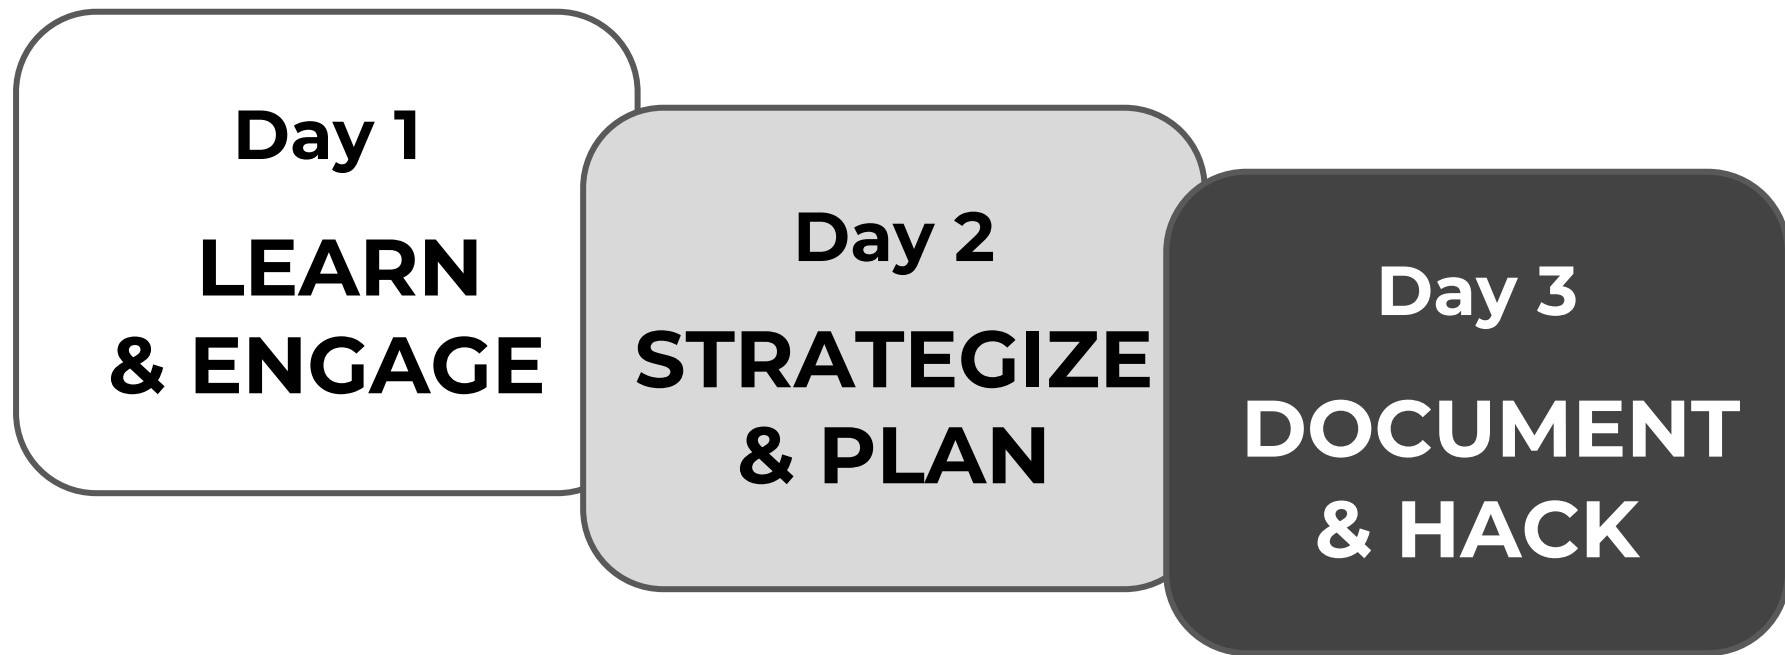 Day 1
LEARN
& ENGAGE
Day 2
STRATEGIZE
& PLAN
Day 3
DOCUMENT
& HACK